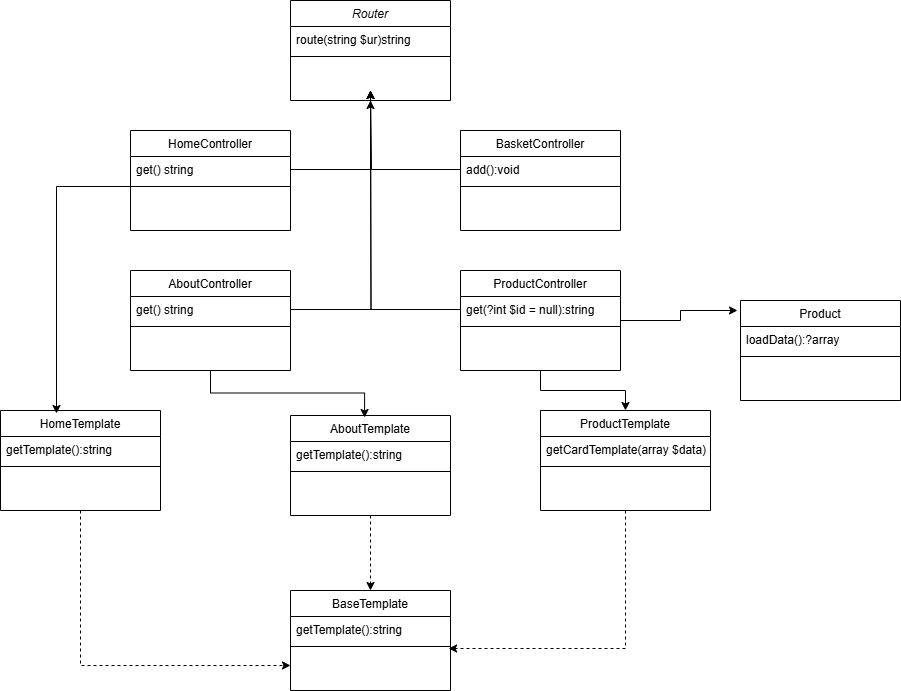 Router
route(string $ur)string
HomeController
get() string
BasketController
add():void
AboutController
get() string
ProductController
get(?int $id = null):string
Product
loadData():?array
HomeTemplate
getTemplate():string
AboutTemplate
getTemplate():string
ProductTemplate
getCardTemplate(array $data)
BaseTemplate
getTemplate():string